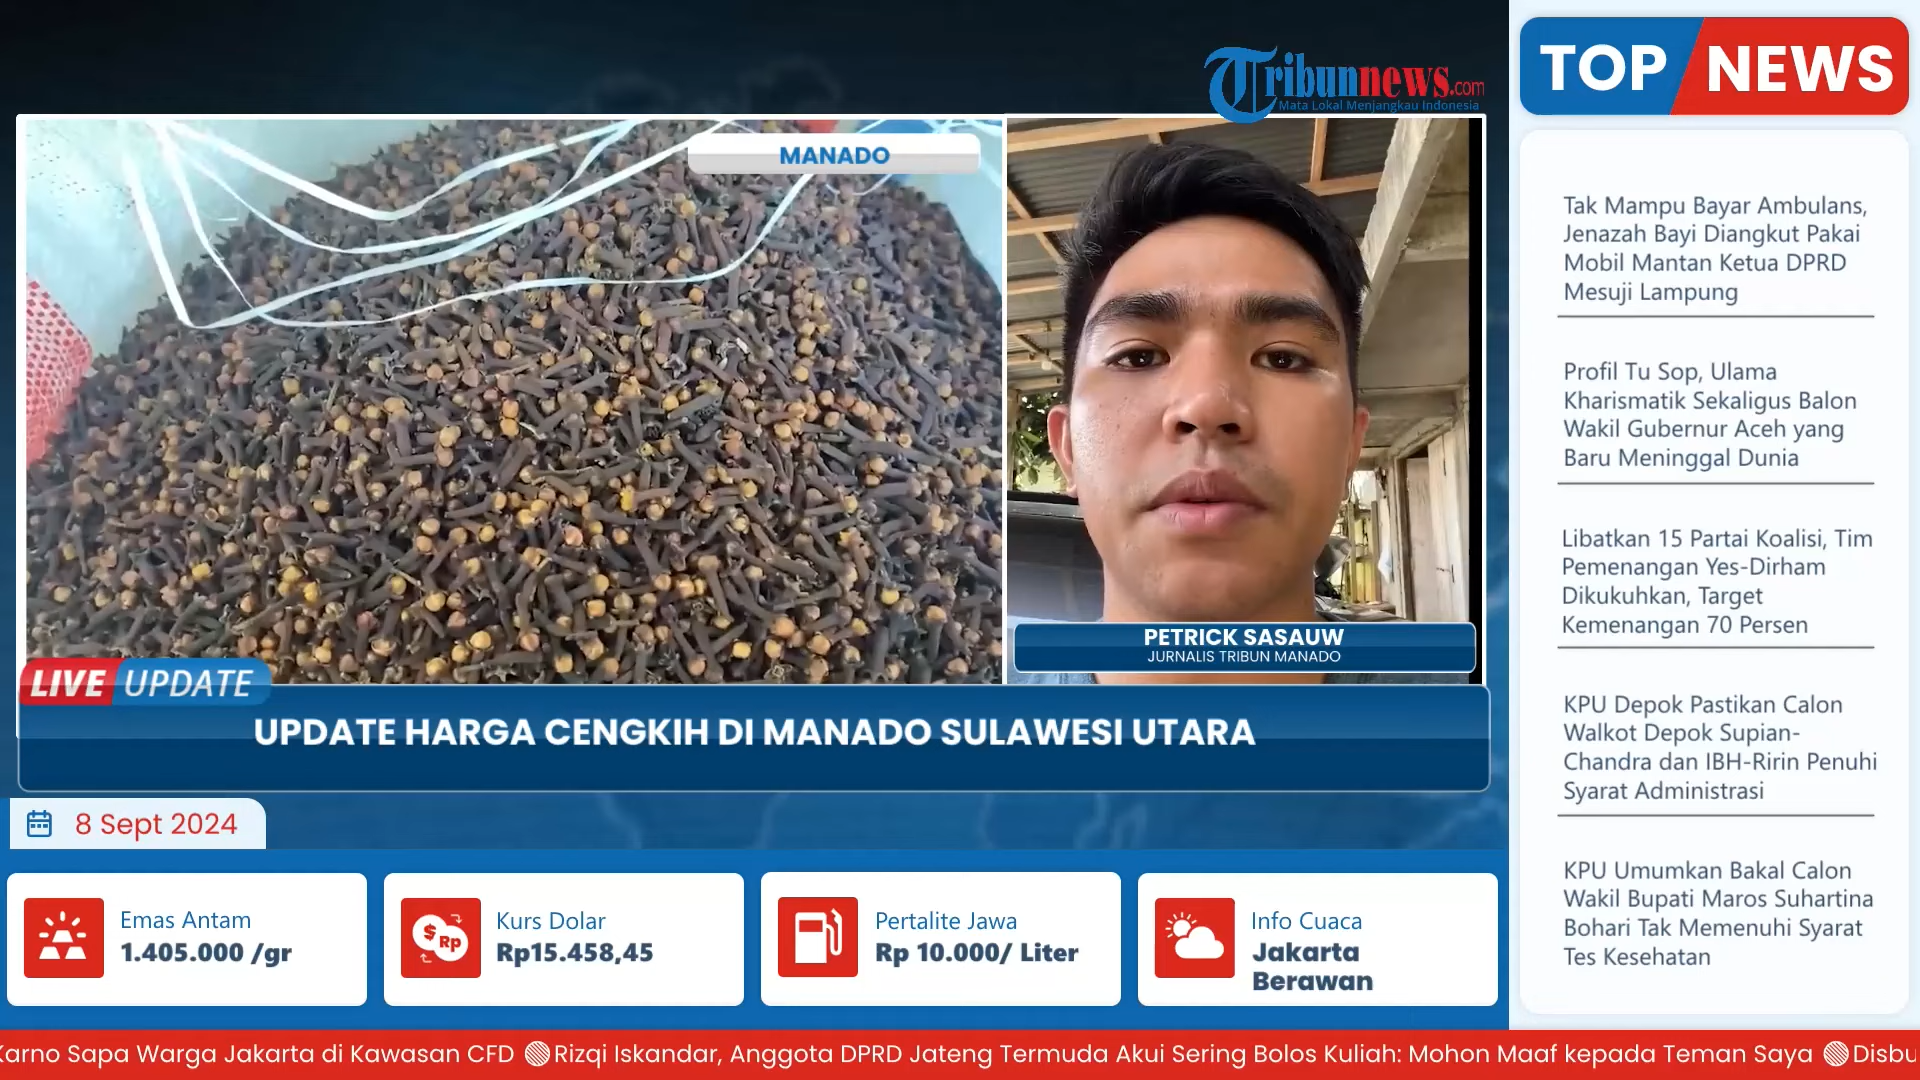 Tribunnews.com
Mata Lokal Menjangkau Indonesia
MANADO
PETRICK SASAUW
JURNALIS TRIBUN MANADO
LIVE UPDATE
UPDATE HARGA CENGKIH DI MANADO SULAWESI UTARA
8 Sept 2024
Emas Antam
1.405.000 /gr
Kurs Dolar
Rp15.458,45
Pertalite Jawa
Rp 10.000/ Liter
Info Cuaca
Jakarta
Berawan
$ Rp
TOP NEWS
Tak Mampu Bayar Ambulans,
Jenazah Bayi Diangkut Pakai
Mobil Mantan Ketua DPRD
Mesuji Lampung
Profil Tu Sop, Ulama
Kharismatik Sekaligus Balon
Wakil Gubernur Aceh yang
Baru Meninggal Dunia
Libatkan 15 Partai Koalisi, Tim
Pemenangan Yes-Dirham
Dikukuhkan, Target
Kemenangan 70 Persen
KPU Depok Pastikan Calon
Walkot Depok Supian-
Chandra dan IBH-Ririn Penuhi
Syarat Administrasi
KPU Umumkan Bakal Calon
Wakil Bupati Maros Suhartina
Bohari Tak Memenuhi Syarat
Tes Kesehatan
Karno Sapa Warga Jakarta di Kawasan CFD Rizqi Iskandar, Anggota DPRD Jateng Termuda Akui Sering Bolos Kuliah: Mohon Maaf kepada Teman Saya Disbu